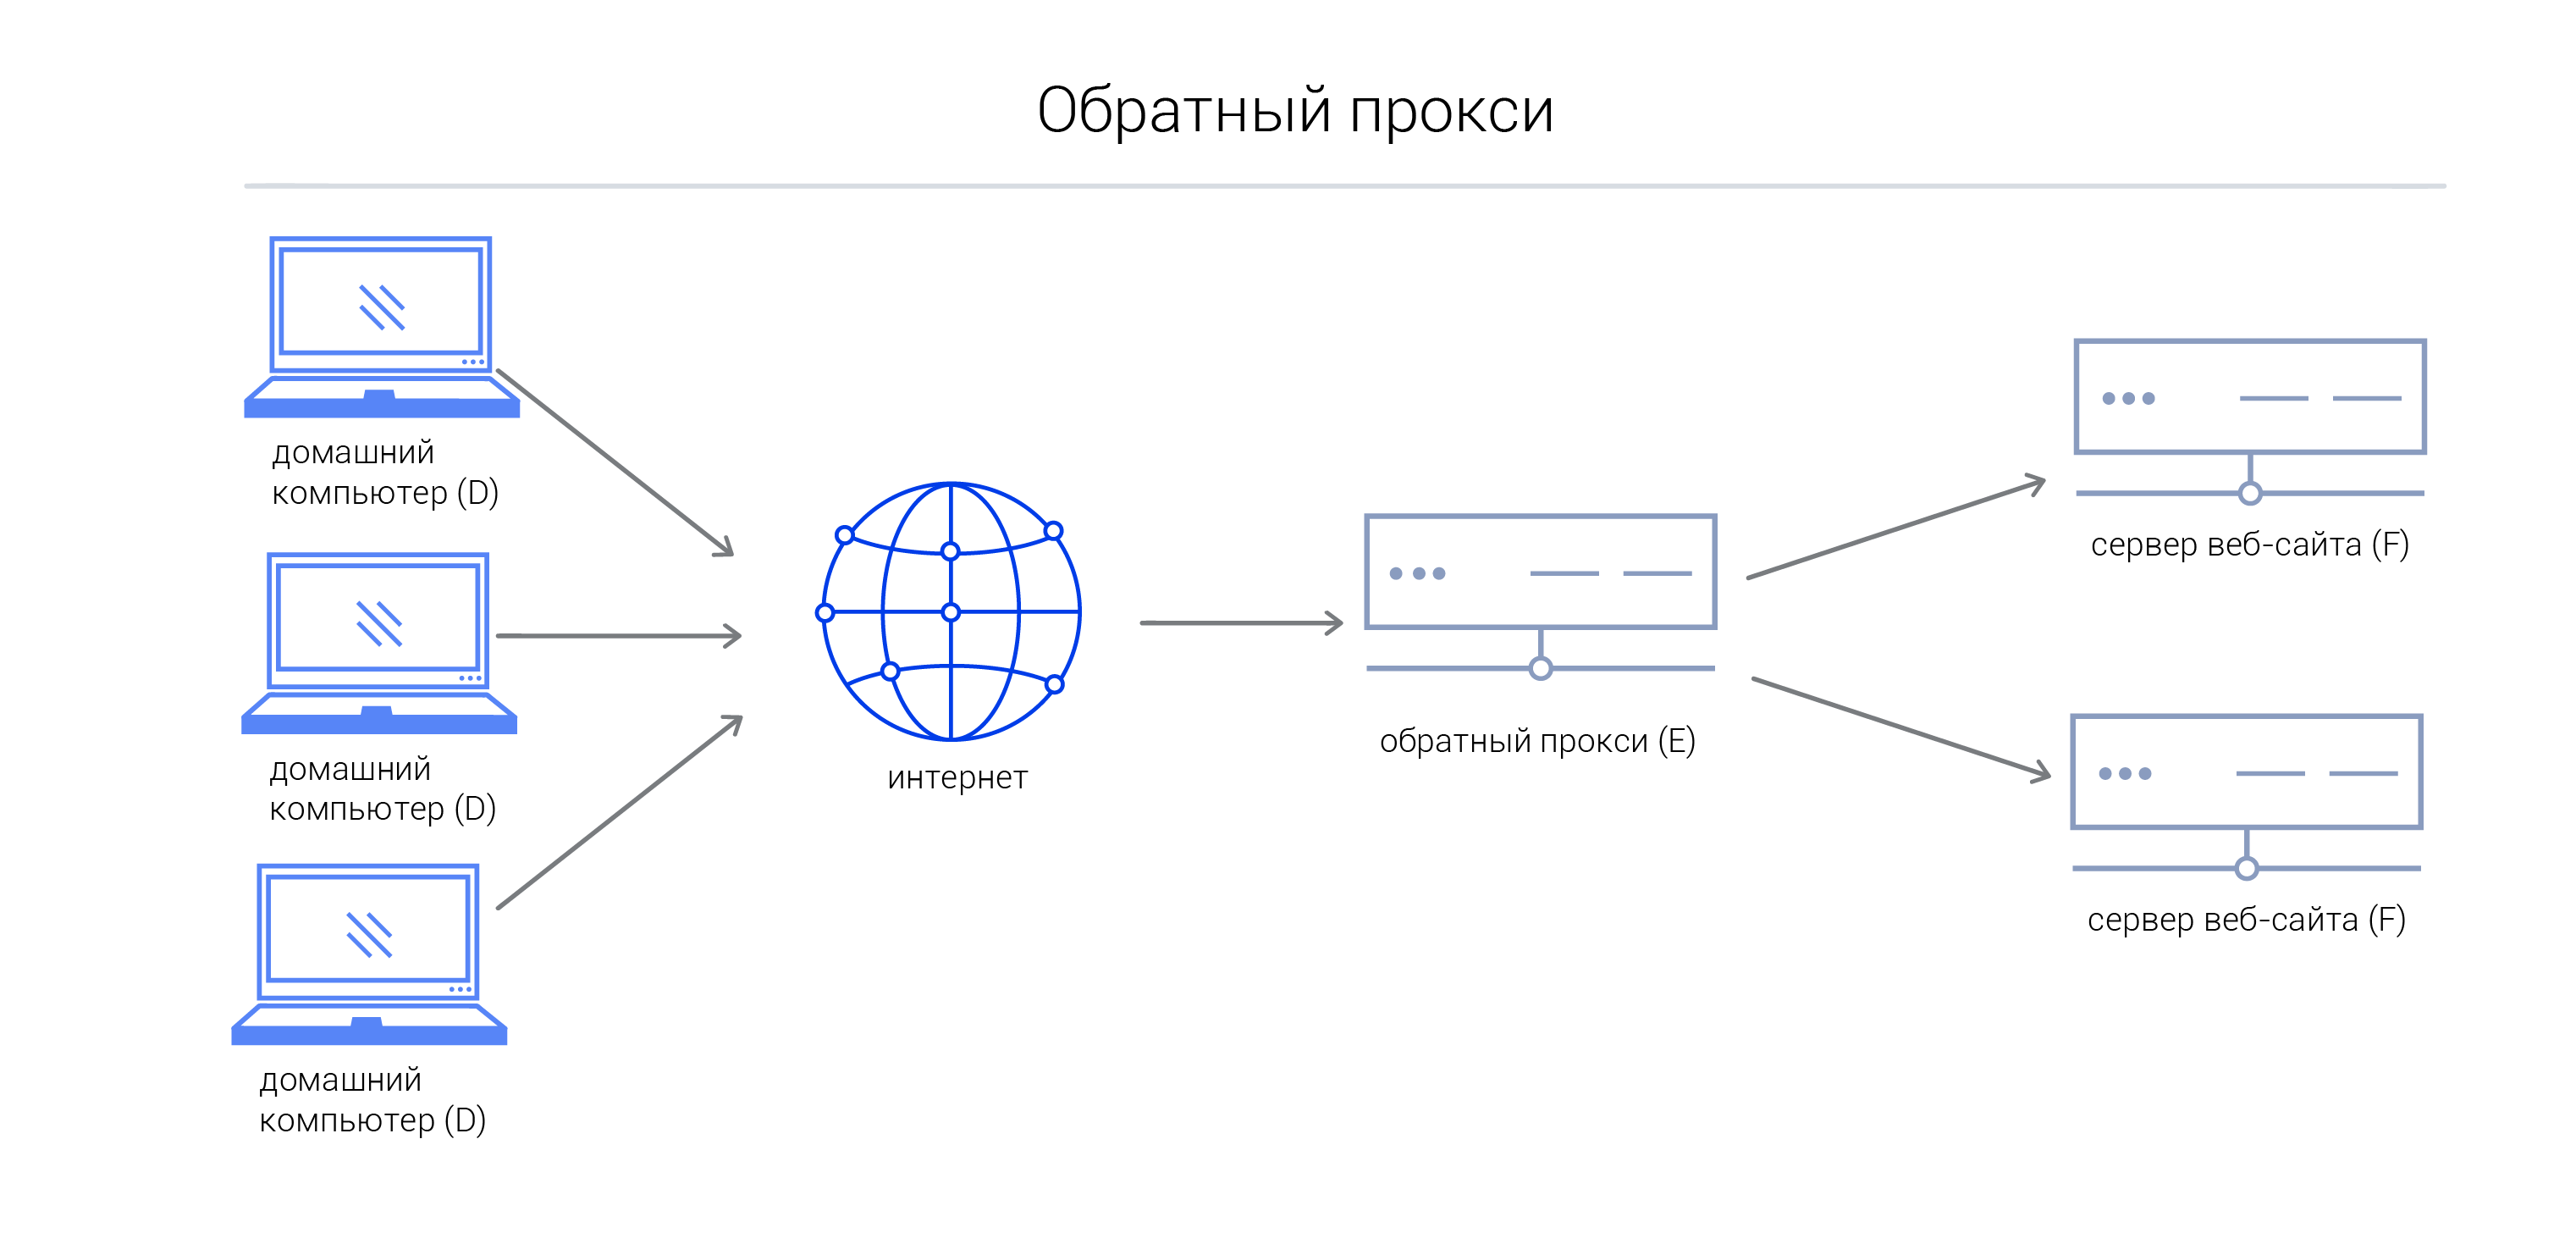 Обратный прокси
домашний
компьютер (D)
домашний
компьютер (D)
домашний
компьютер (D)
интернет
обратный прокси (E)
сервер веб-сайта (F)
сервер веб-сайта (F)